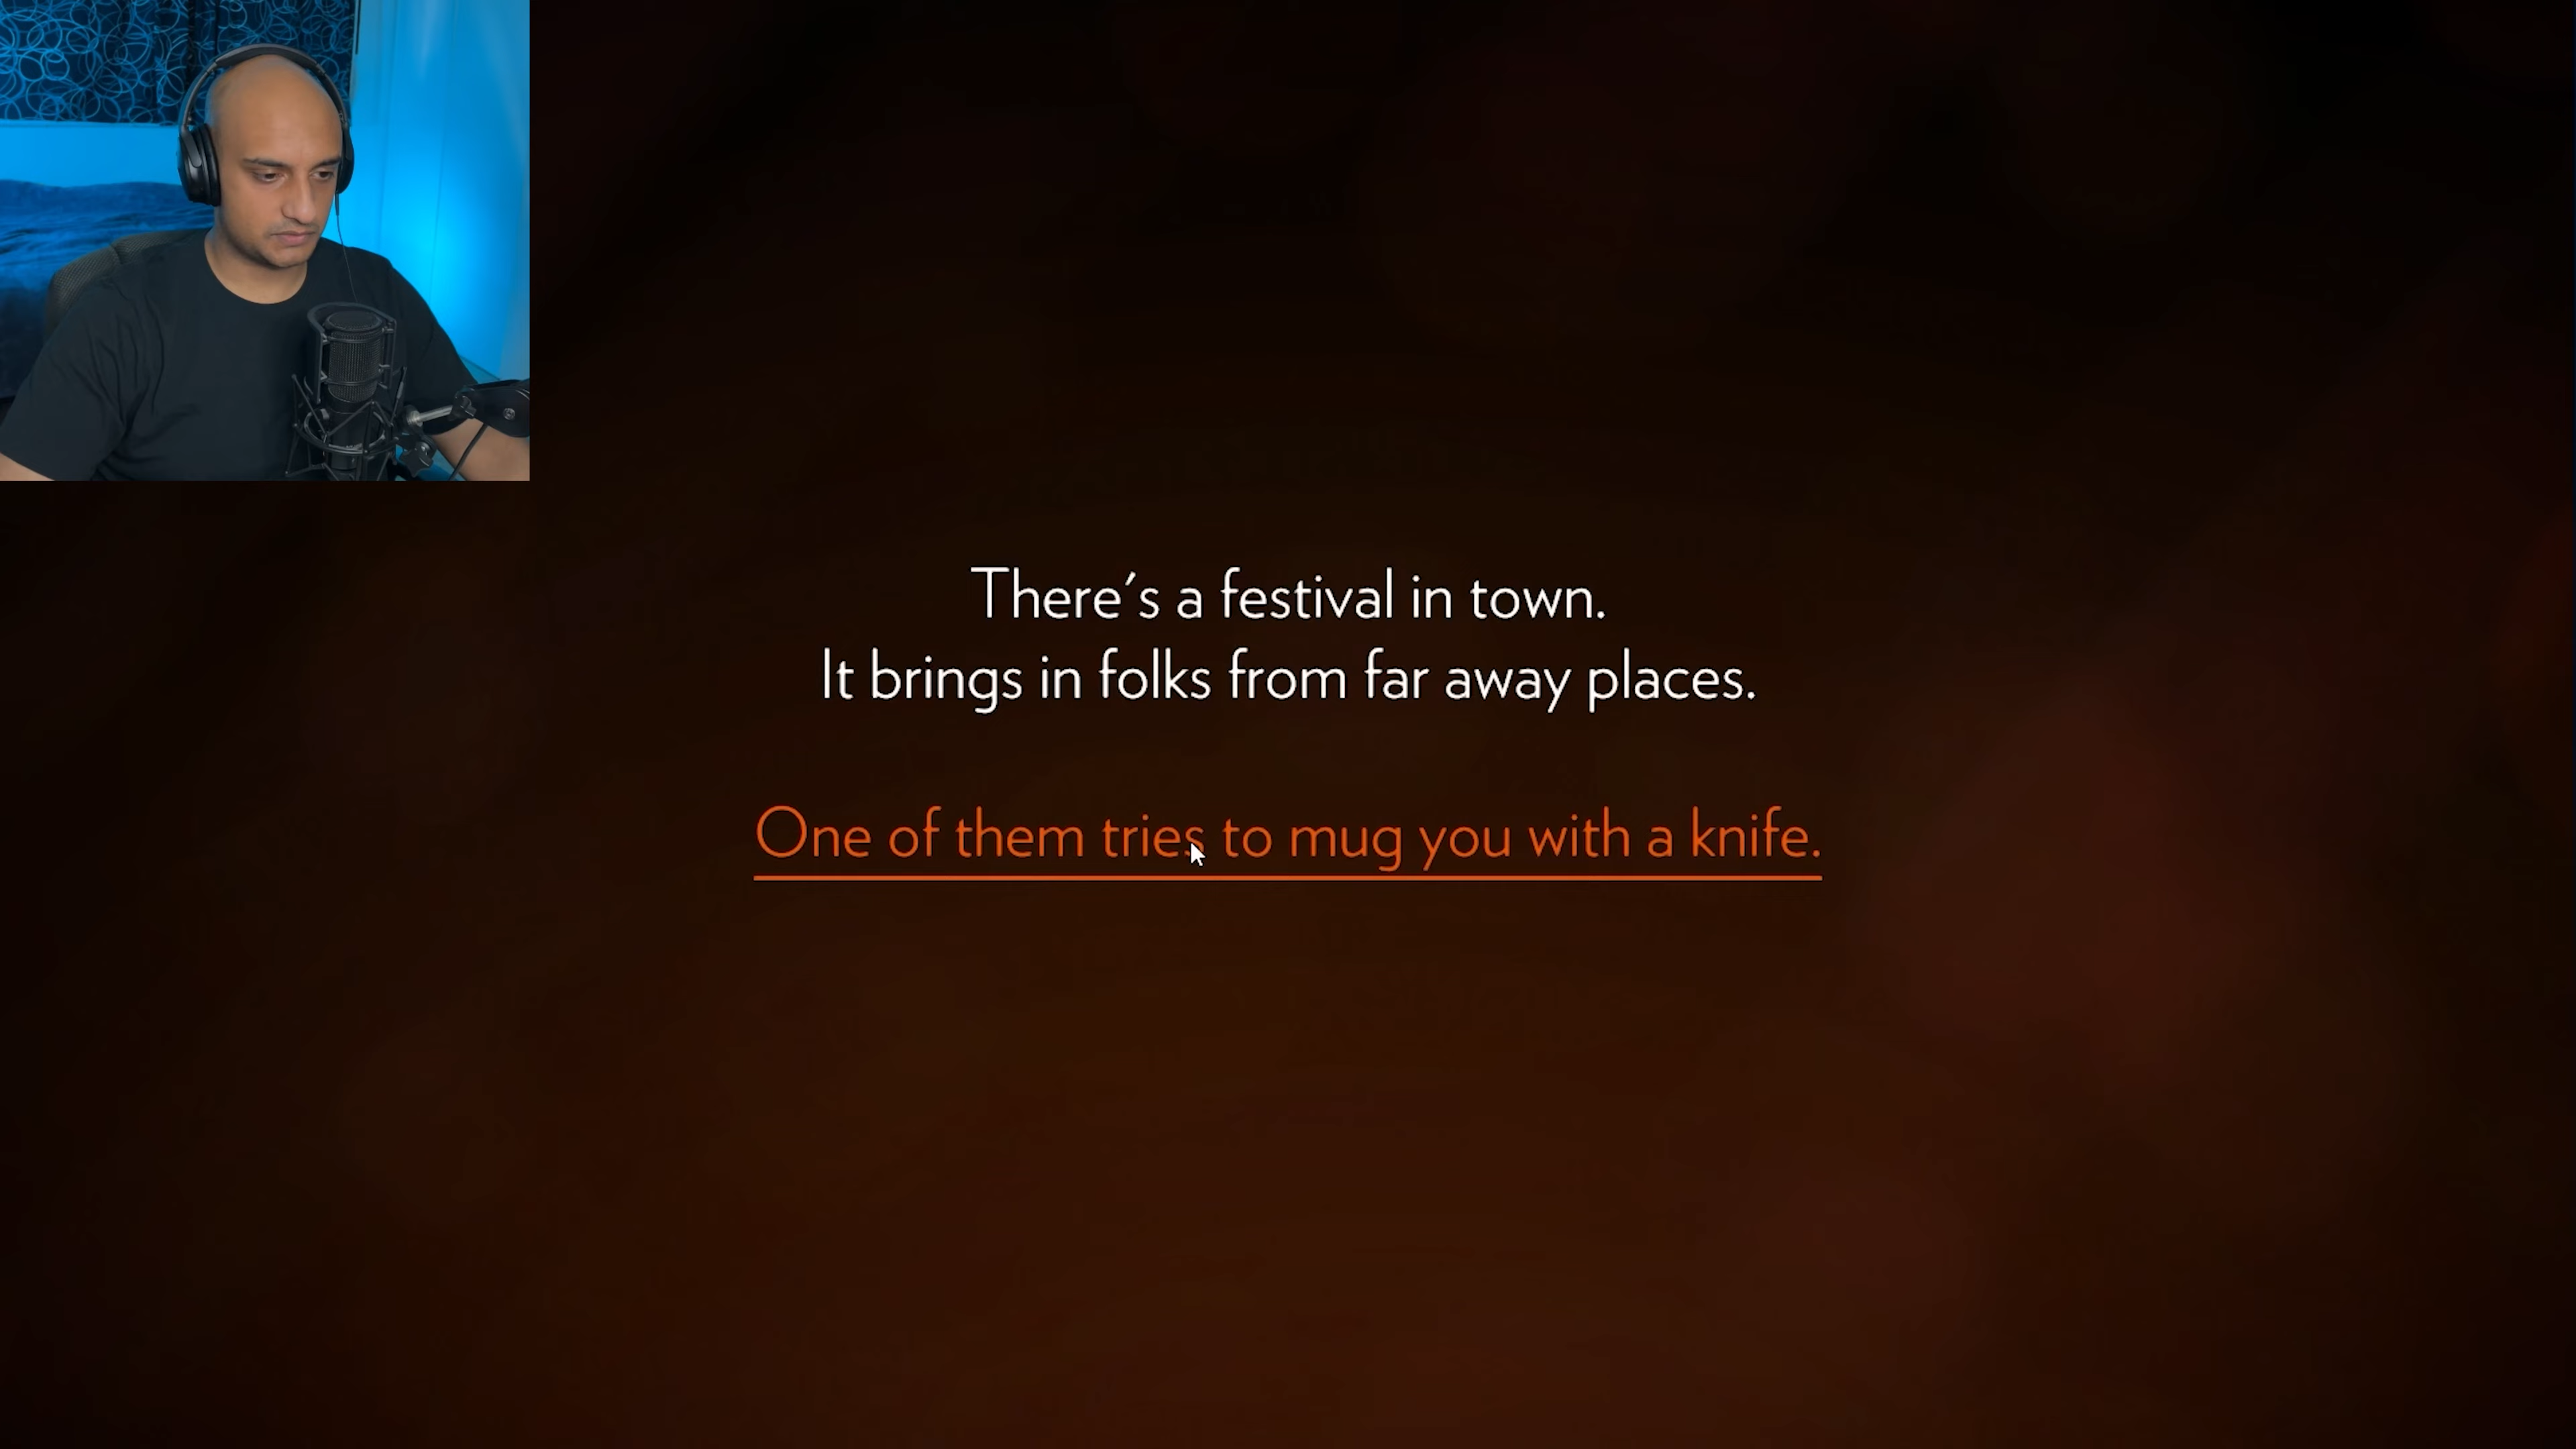 There's a festival in town.
It brings in folks from far away places.
One of them tries to mug you with a knife.